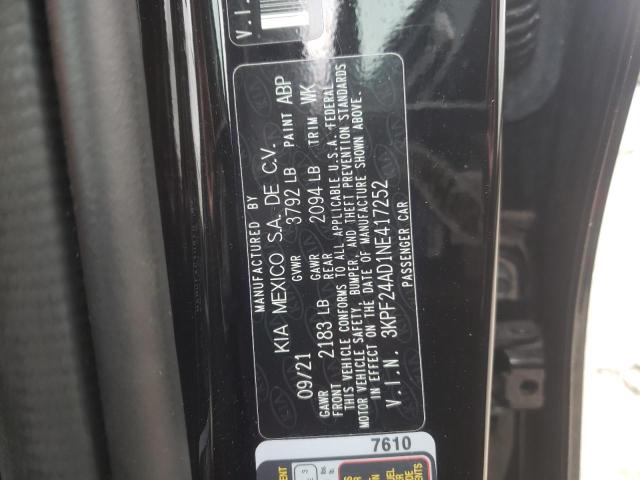 V.I.N.
MANUFACTURED BY
KIA MEXICO S.A. DE C.V.
09/21 GVWR 3792 LB PAINT ABP
GAWR FRONT 2183 LB GAWR REAR 2094 LB TRIM WK
THIS VEHICLE CONFORMS TO ALL APPLICABLE U.S.A. FEDERAL
MOTOR VEHICLE SAFETY, BUMPER, AND THEFT PREVENTION STANDARDS
IN EFFECT ON THE DATE OF MANUFACTURE SHOWN ABOVE.
V.I.N. 3KPF24AD1NE417252
PASSENGER CAR
7610